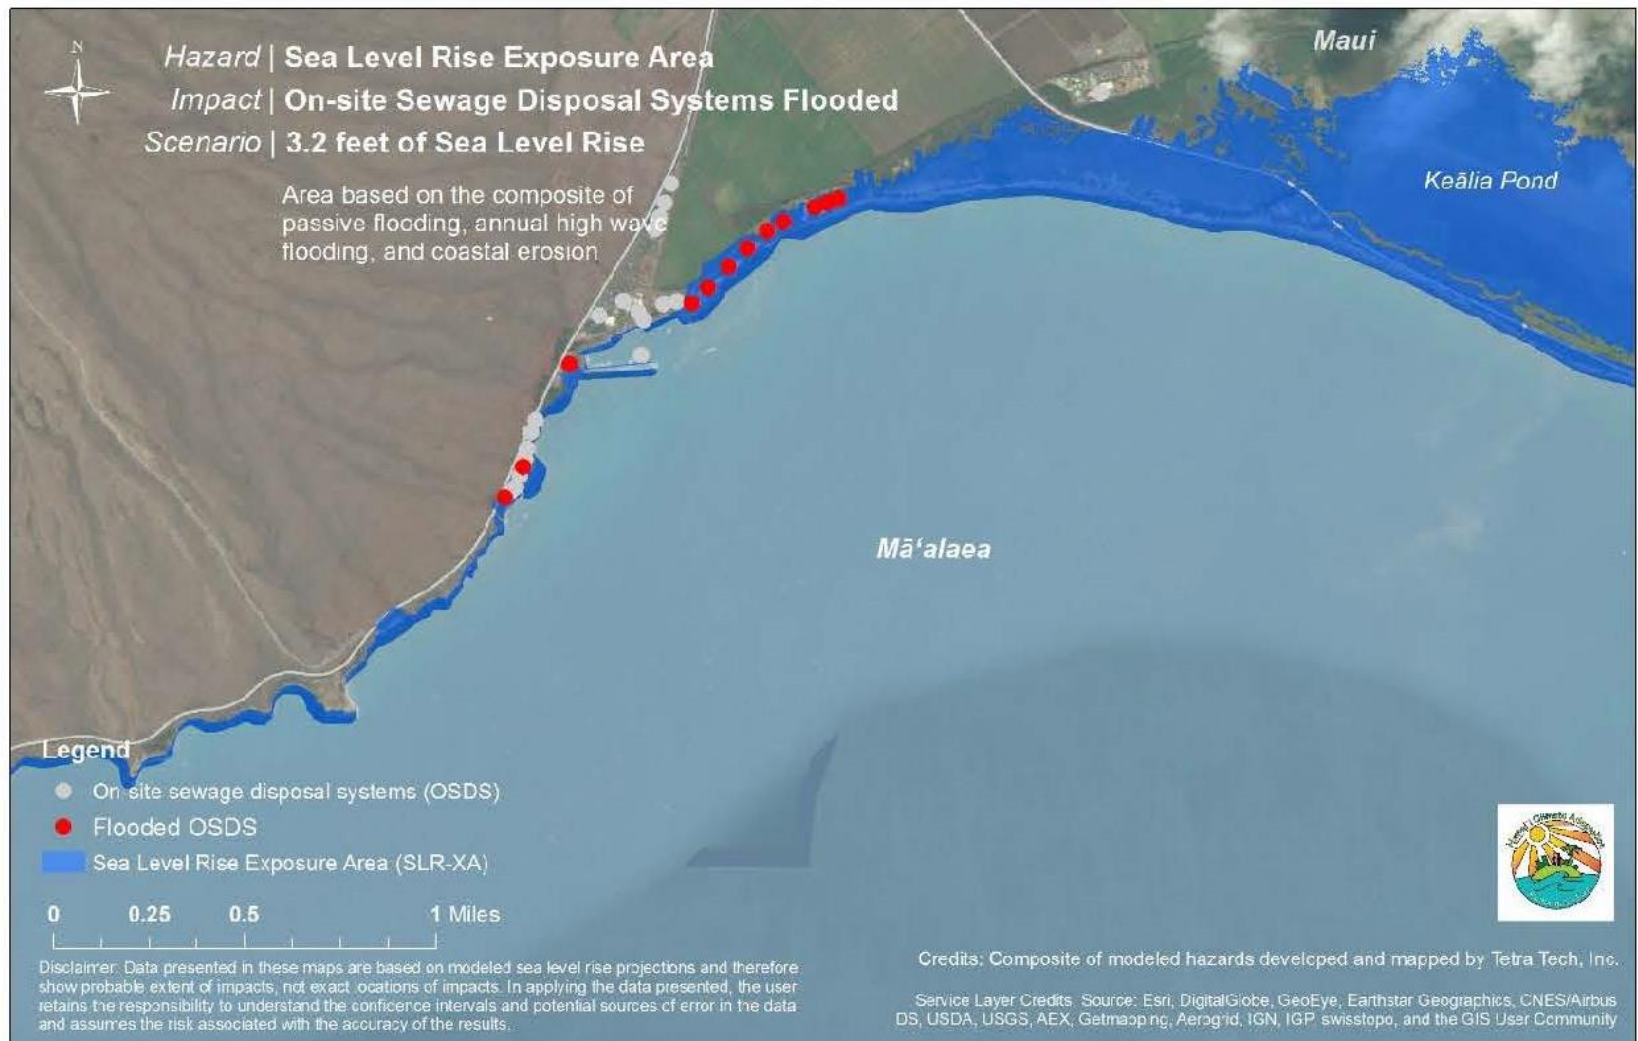 N
Hazard | Sea Level Rise Exposure Area
Impact | On-site Sewage Disposal Systems Flooded
Scenario | 3.2 feet of Sea Level Rise
Area based on the composite of
passive flooding, annual high wave
flooding, and coastal erosion
Maui
Keālia Pond
Māʻalaea
Legend
On site sewage disposal systems (OSDS)
Flooded OSDS
Sea Level Rise Exposure Area (SLR-XA)
0 0.25 0.5 1 Miles
Disclaimer: Data presented in these maps are based on modeled sea level rise projections and therefore
show probable extent of impacts, not exact locations of impacts. In applying the data presented, the user
retains the responsibility to understand the confidence intervals and potential sources of error in the data
and assumes the risk associated with the accuracy of the results.
Credits: Composite of modeled hazards developed and mapped by Tetra Tech, Inc.
Service Layer Credits: Source: Esri, DigitalGlobe, GeoEye, Earthstar Geographics, CNES/Airbus
DS, USDA, USGS, AEX, Getmapping, Aerogrid, IGN, IGP, swisstopo, and the GIS User Community